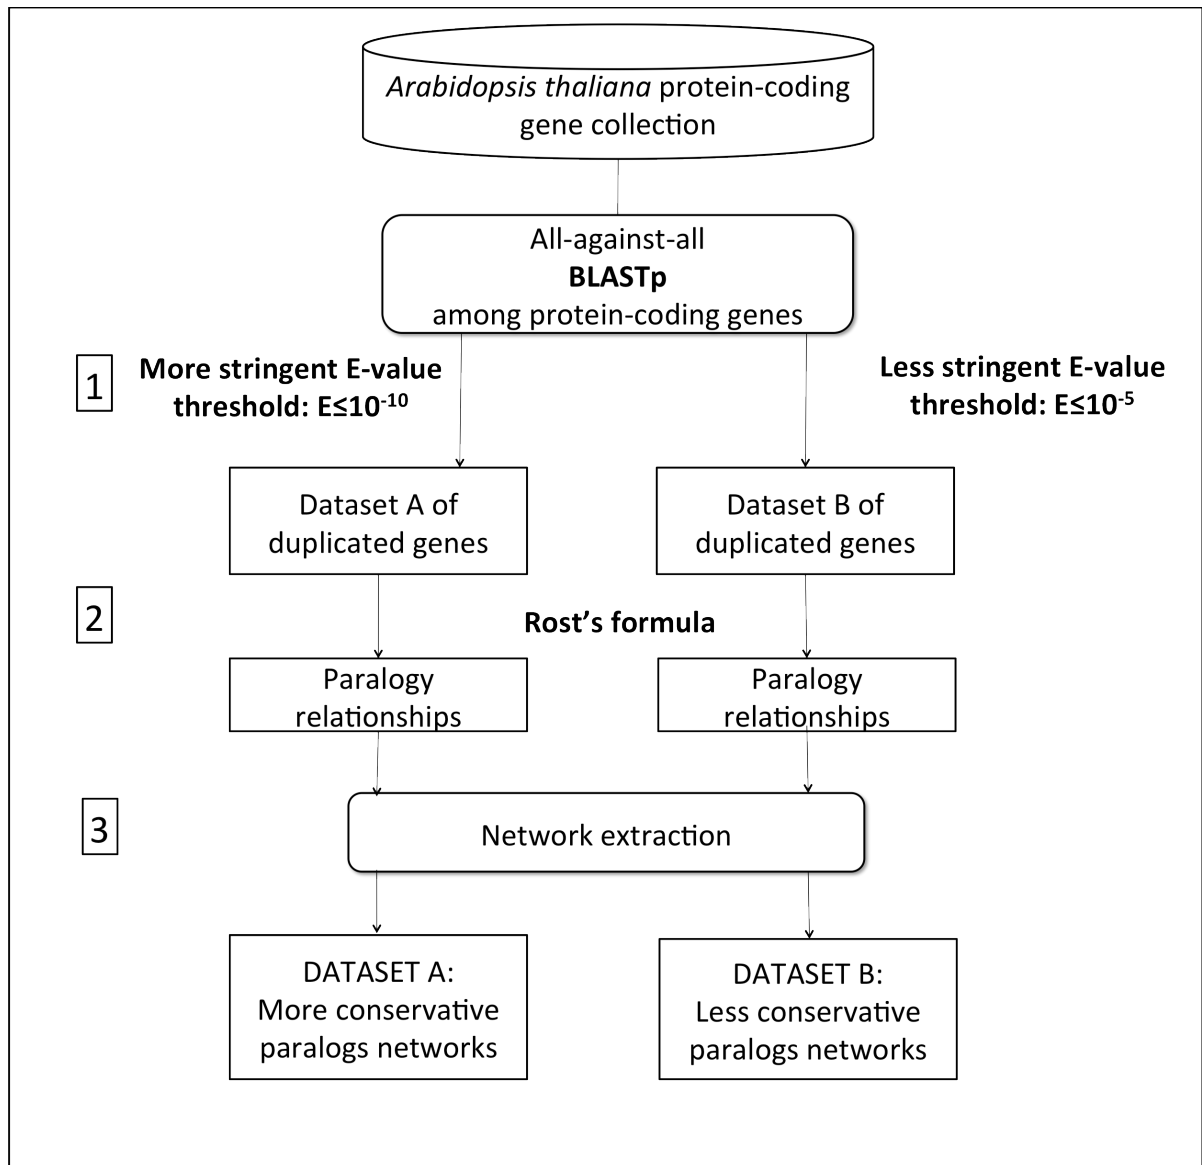 Arabidopsis thaliana protein-coding
gene collection
All-against-all
BLASTp
among protein-coding genes
1
More stringent E-value
threshold: E≤10⁻¹⁰
Less stringent E-value
threshold: E≤10⁻⁵
Dataset A of
duplicated genes
Dataset B of
duplicated genes
2
Rost’s formula
Paralogy
relationships
Paralogy
relationships
3
Network extraction
DATASET A:
More conservative
paralogs networks
DATASET B:
Less conservative
paralogs networks